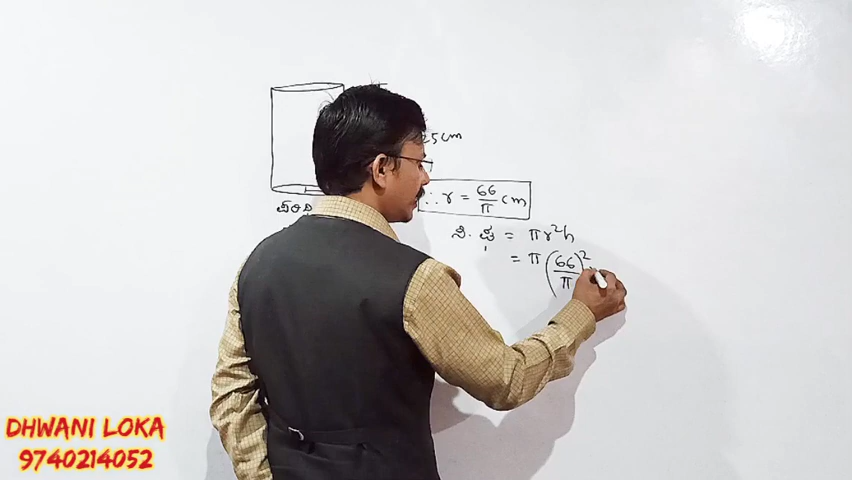 25 cm
∴ r = 66/π cm
ಸಿ. ಘ = πr²h
= π (66/π)²
DHWANI LOKA
9740214052